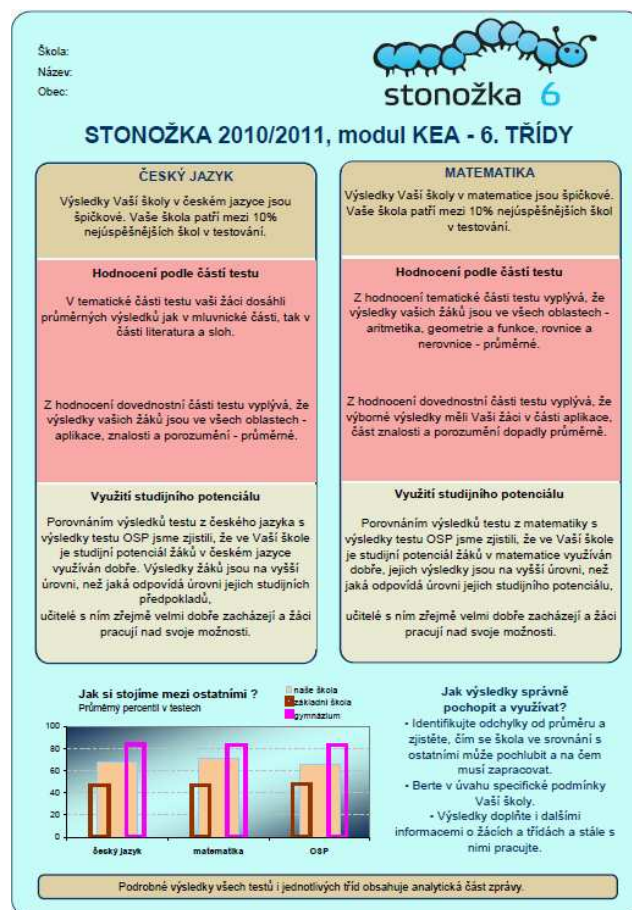 Škola:
Název:
Obec:
stonožka 6
STONOŽKA 2010/2011, modul KEA - 6. TŘÍDY
ČESKÝ JAZYK
Výsledky Vaší školy v českém jazyce jsou
špičkové. Vaše škola patří mezi 10%
nejúspěšnějších škol v testování.
Hodnocení podle částí testu
V tematické části testu vaši žáci dosáhli
průměrných výsledků jak v mluvnické části, tak v
části literatura a sloh.
Z hodnocení dovednostní části testu vyplývá, že
výsledky vašich žáků jsou ve všech oblastech -
aplikace, znalosti a porozumění - průměrné.
Využití studijního potenciálu
Porovnáním výsledků testu z českého jazyka s
výsledky testu OSP jsme zjistili, že ve Vaší škole
je studijní potenciál žáků v českém jazyce
využíván dobře. Výsledky žáků jsou na vyšší
úrovni, než jaká odpovídá úrovni jejich studijních
předpokladů,
učitelé s ním zřejmě velmi dobře zacházejí a žáci
pracují nad svoje možnosti.
MATEMATIKA
Výsledky Vaší školy v matematice jsou špičkové.
Vaše škola patří mezi 10% nejúspěšnějších škol
v testování.
Hodnocení podle částí testu
Z hodnocení tematické části testu vyplývá, že
výsledky vašich žáků jsou ve všech oblastech -
aritmetika, geometrie a funkce, rovnice a
nerovnice - průměrné.
Z hodnocení dovednostní části testu vyplývá, že
výborné výsledky měli Vaši žáci v části aplikace,
část znalosti a porozumění dopadly průměrně.
Využití studijního potenciálu
Porovnáním výsledků testu z matematiky s
výsledky testu OSP jsme zjistili, že ve Vaší škole
je studijní potenciál žáků v matematice využíván
dobře, jejich výsledky jsou na vyšší úrovni, než
jaká odpovídá úrovni jejich studijního potenciálu,
učitelé s ním zřejmě velmi dobře zacházejí a žáci
pracují nad svoje možnosti.
Jak si stojíme mezi ostatními ?
Průměrný percentil v testech
naše škola
základní škola
gymnázium
100
80
60
40
20
0
český jazyk matematika OSP
Jak výsledky správně
pochopit a využívat?
• Identifikujte odchylky od průměru a
zjistěte, čím se škola ve srovnání s
ostatními může pochlubit a na čem
musí zapracovat.
• Berte v úvahu specifické podmínky
Vaší školy.
• Výsledky doplňte i dalšími
informacemi o žácích a třídách a stále s
nimi pracujte.
Podrobné výsledky všech testů i jednotlivých tříd obsahuje analytická část zprávy.